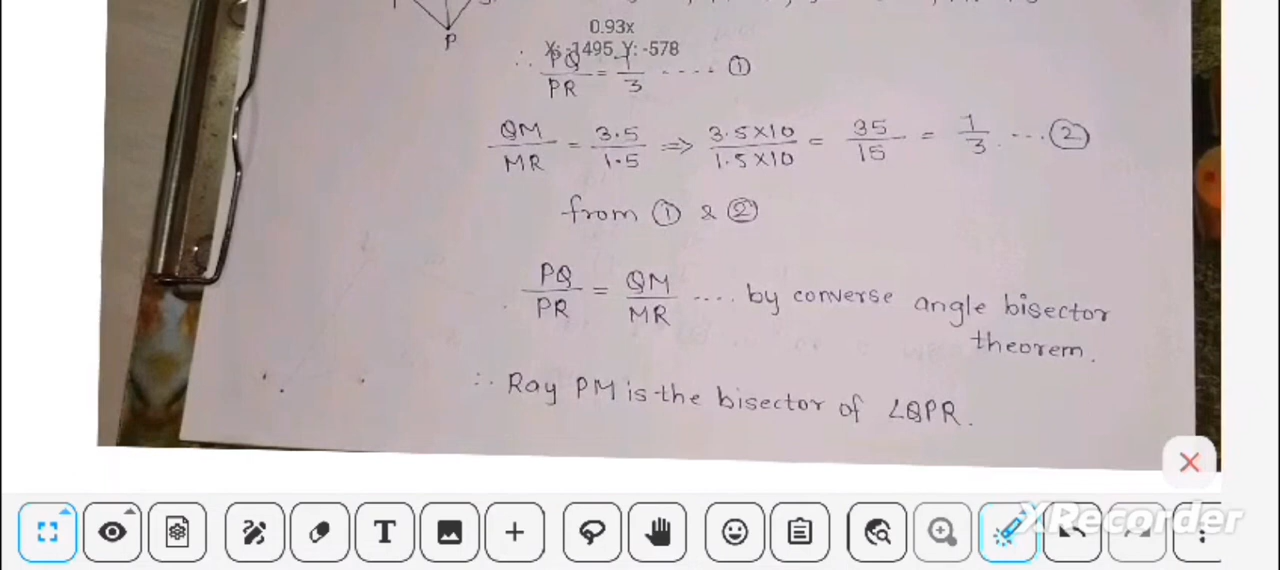 P
0.93x
X: -1495 Y: -578
∴ PQ/PR = 1/3 ---- ①
QM/MR = 3.5/1.5 => 3.5×10/1.5×10 = 35/15 = 1/3. --- ②
from ① & ②
PQ/PR = QM/MR .... by converse angle bisector
theorem.
∴ Ray PM is the bisector of ∠QPR.
T
XRecorder